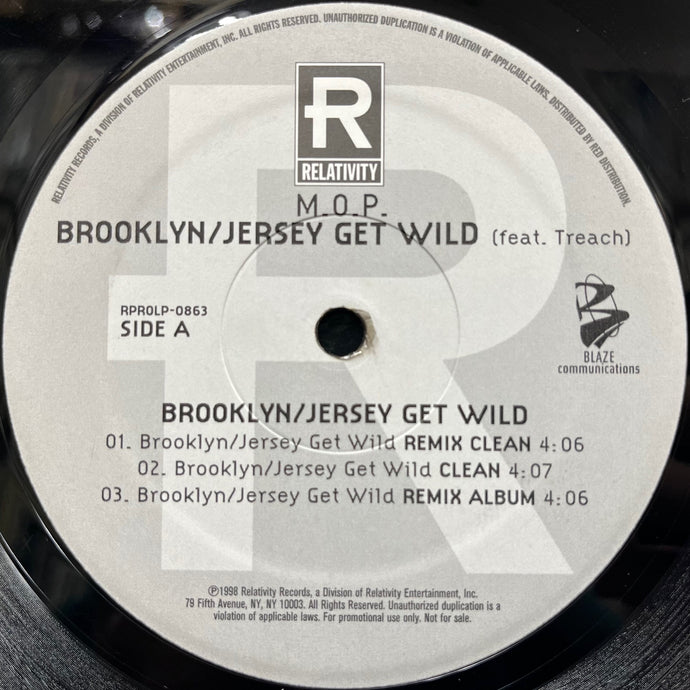 RELATIVITY RECORDS, A DIVISION OF RELATIVITY ENTERTAINMENT, INC. ALL RIGHTS RESERVED. UNAUTHORIZED DUPLICATION IS A VIOLATION OF APPLICABLE LAWS. DISTRIBUTED BY RED DISTRIBUTION.
R
RELATIVITY
M.O.P.
BROOKLYN/JERSEY GET WILD (feat. Treach)
RPROLP-0863
SIDE A
BLAZE
communications
BROOKLYN/JERSEY GET WILD
01. Brooklyn/Jersey Get Wild REMIX CLEAN 4:06
02. Brooklyn/Jersey Get Wild CLEAN 4:07
03. Brooklyn/Jersey Get Wild REMIX ALBUM 4:06
℗1998 Relativity Records, a Division of Relativity Entertainment, Inc.
79 Fifth Avenue, NY, NY 10003. All Rights Reserved. Unauthorized duplication is a
violation of applicable laws. For promotional use only. Not for sale.